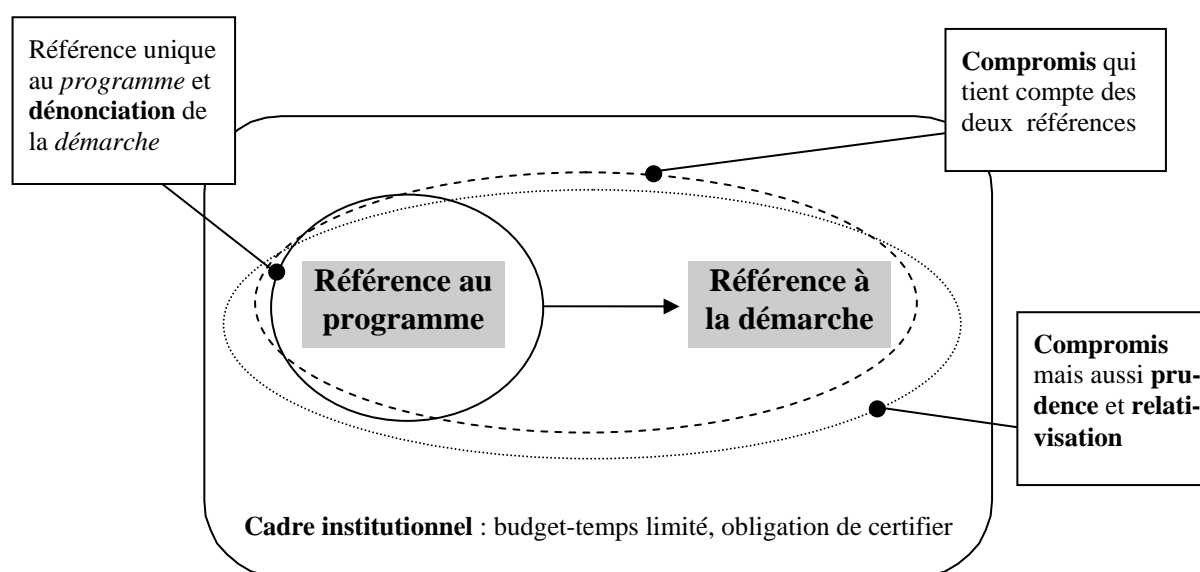 Référence unique
au programme et
dénonciation de
la démarche
Compromis qui
tient compte des
deux références
Référence au
programme
Référence à
la démarche
Compromis
mais aussi pru-
dence et relati-
visation
Cadre institutionnel : budget-temps limité, obligation de certifier